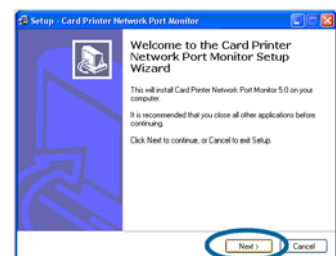 Setup - Card Printer Network Port Monitor
Welcome to the Card Printer
Network Port Monitor Setup
Wizard
This will install Card Printer Network Port Monitor 5.0 on your
computer.
It is recommended that you close all other applications before
continuing.
Click Next to continue, or Cancel to exit Setup.
Next >
Cancel